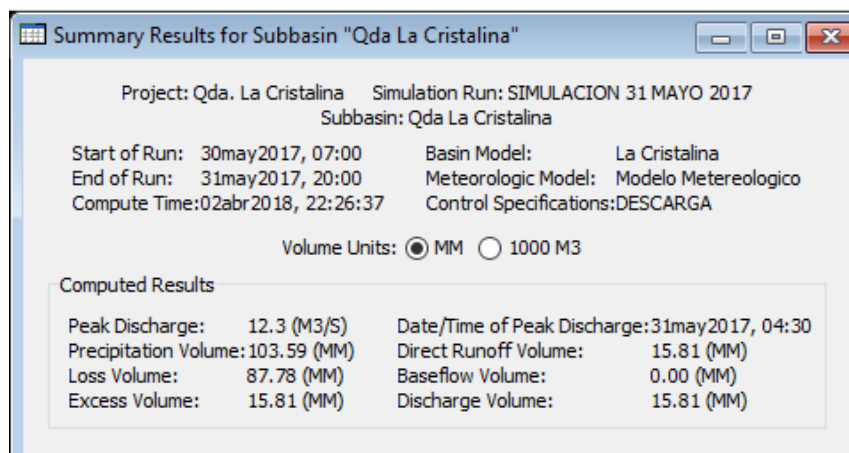 Summary Results for Subbasin "Qda La Cristalina"
Project: Qda. La Cristalina Simulation Run: SIMULACION 31 MAYO 2017
Subbasin: Qda La Cristalina
Start of Run: 30may2017, 07:00 Basin Model: La Cristalina
End of Run: 31may2017, 20:00 Meteorologic Model: Modelo Metereologico
Compute Time:02abr2018, 22:26:37 Control Specifications:DESCARGA
Volume Units: MM 1000 M3
Computed Results
Peak Discharge: 12.3 (M3/S) Date/Time of Peak Discharge:31may2017, 04:30
Precipitation Volume:103.59 (MM) Direct Runoff Volume: 15.81 (MM)
Loss Volume: 87.78 (MM) Baseflow Volume: 0.00 (MM)
Excess Volume: 15.81 (MM) Discharge Volume: 15.81 (MM)